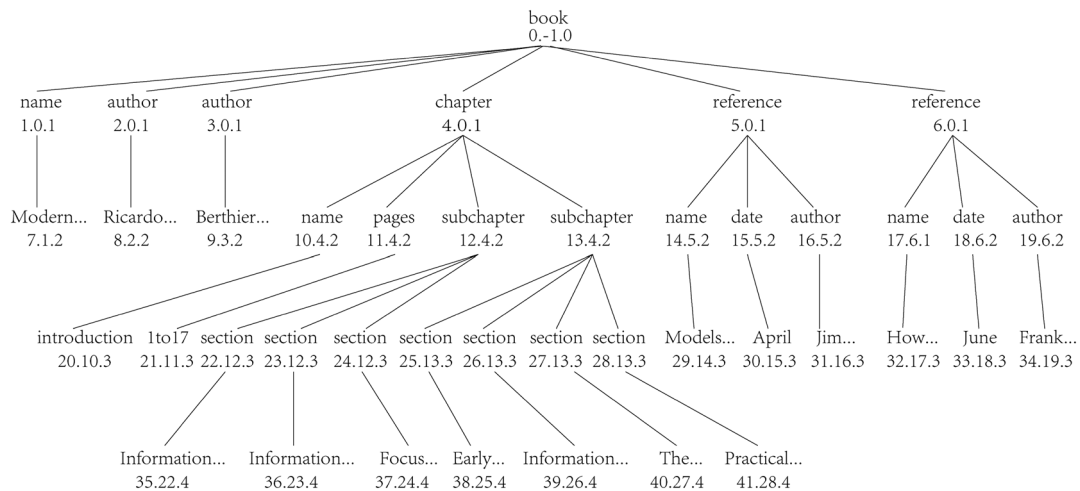 book
0.-1.0
name author author chapter reference reference
1.0.1 2.0.1 3.0.1 4.0.1 5.0.1 6.0.1
Modern... Ricardo... Berthier... name pages subchapter subchapter name date author name date author
7.1.2 8.2.2 9.3.2 10.4.2 11.4.2 12.4.2 13.4.2 14.5.2 15.5.2 16.5.2 17.6.1 18.6.2 19.6.2
introduction 1to17 section section section section section section section Models... April Jim... How... June Frank...
20.10.3 21.11.3 22.12.3 23.12.3 24.12.3 25.13.3 26.13.3 27.13.3 28.13.3 29.14.3 30.15.3 31.16.3 32.17.3 33.18.3 34.19.3
Information... Information... Focus... Early... Information... The... Practical...
35.22.4 36.23.4 37.24.4 38.25.4 39.26.4 40.27.4 41.28.4